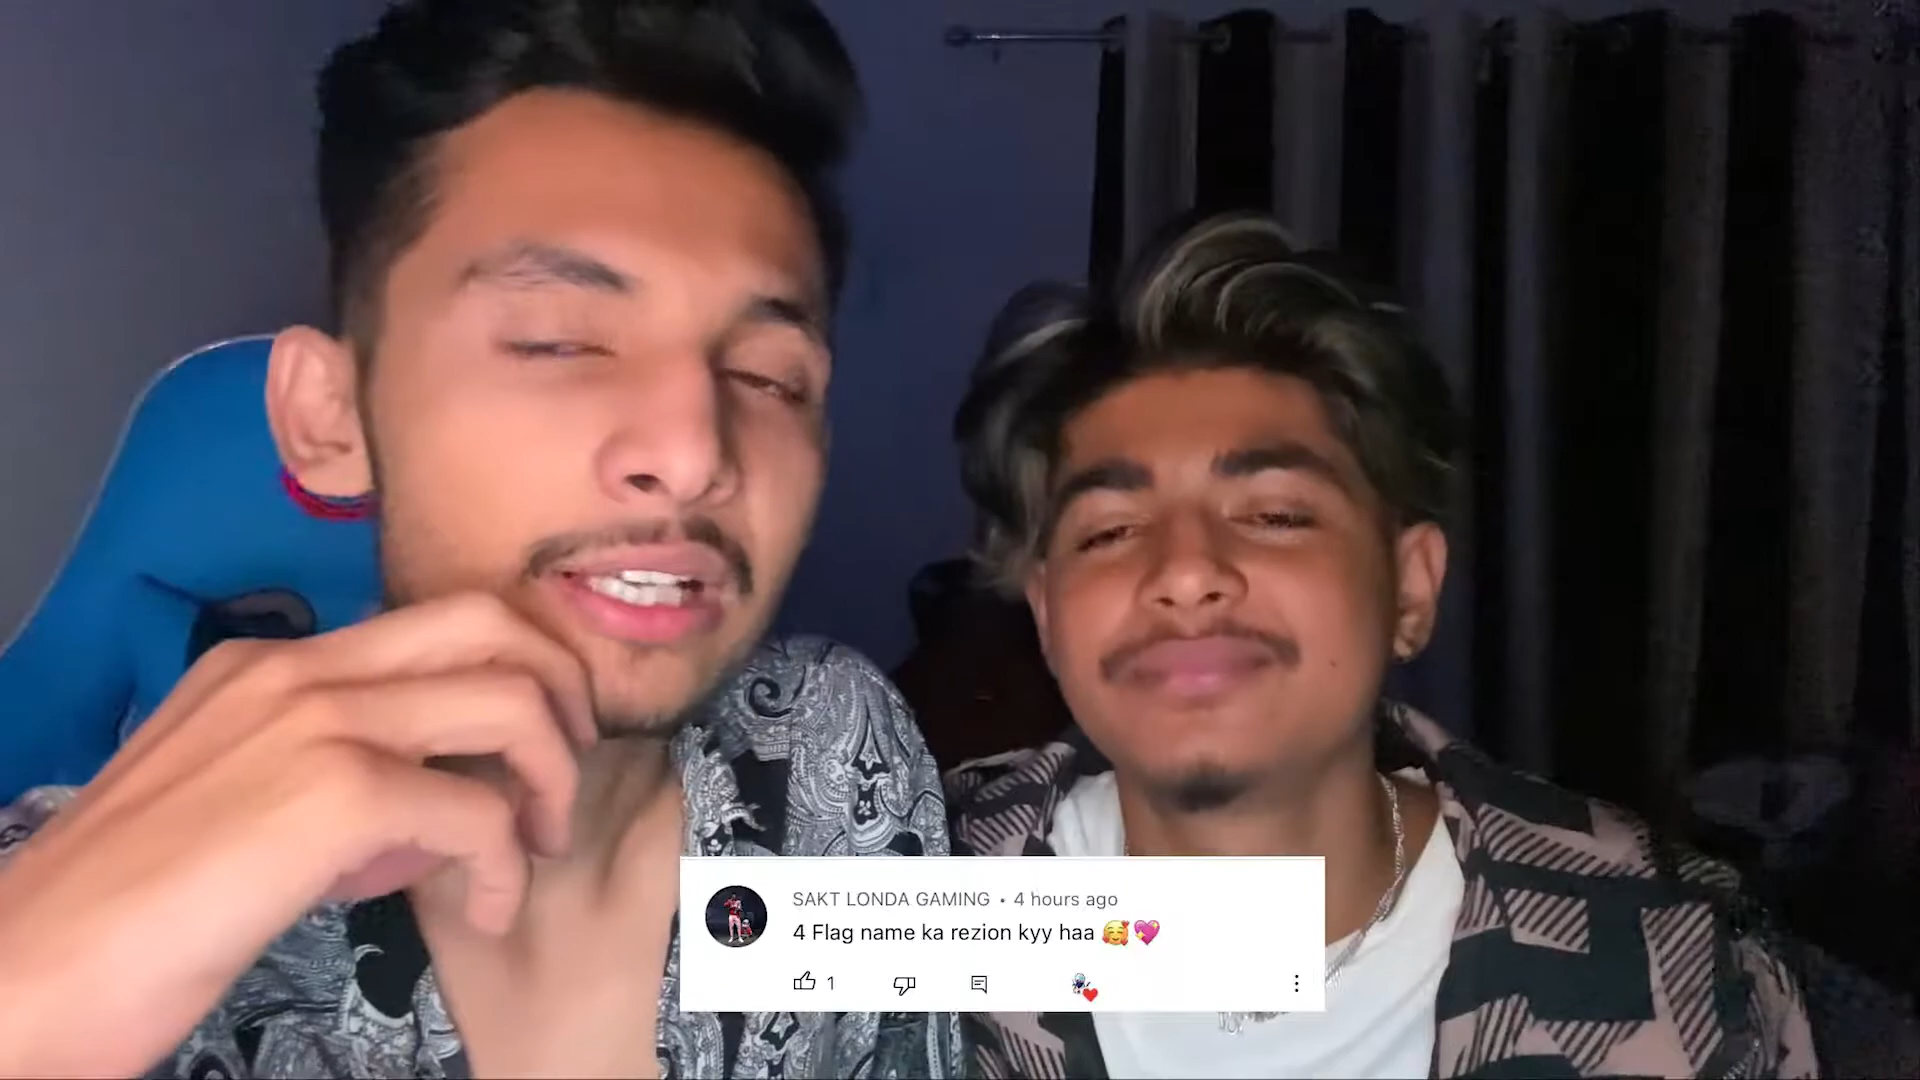 SAKT LONDA GAMING • 4 hours ago
4 Flag name ka rezion kyy haa 🥰💖
1